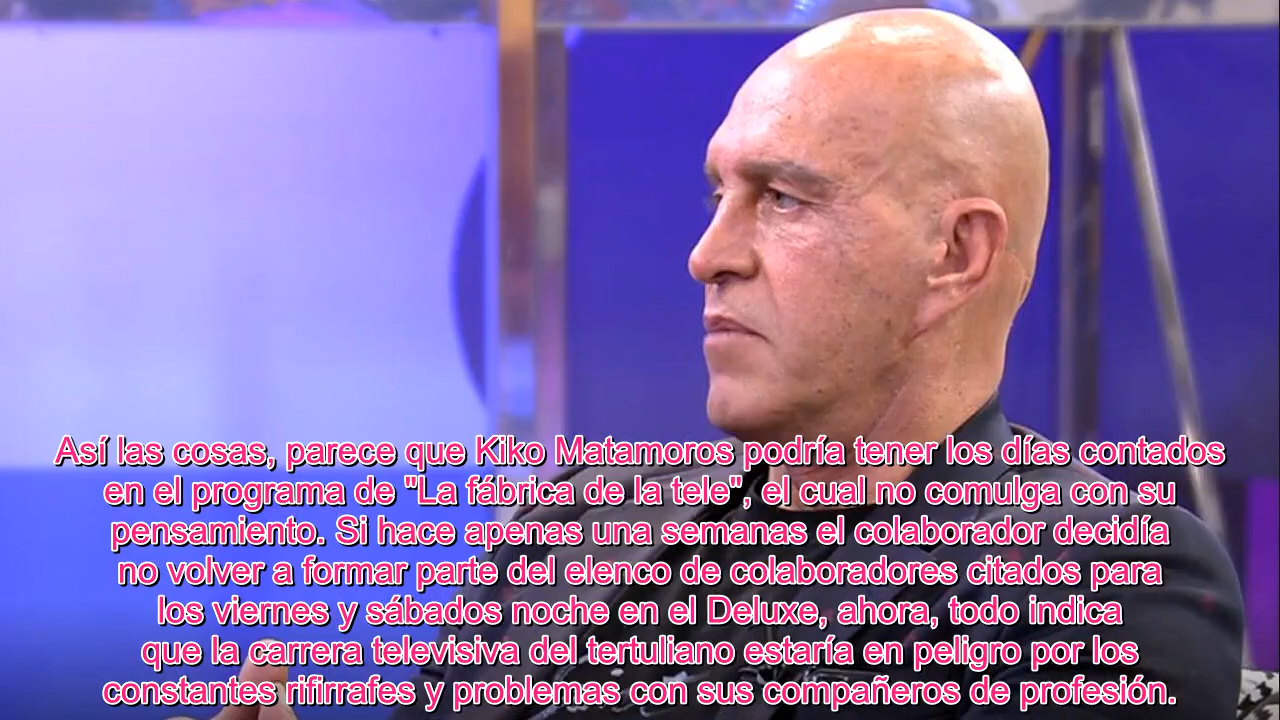 Así las cosas, parece que Kiko Matamoros podría tener los días contados
en el programa de "La fábrica de la tele", el cual no comulga con su
pensamiento. Si hace apenas una semanas el colaborador decidía
no volver a formar parte del elenco de colaboradores citados para
los viernes y sábados noche en el Deluxe, ahora, todo indica
que la carrera televisiva del tertuliano estaría en peligro por los
constantes rifirrafes y problemas con sus compañeros de profesión.